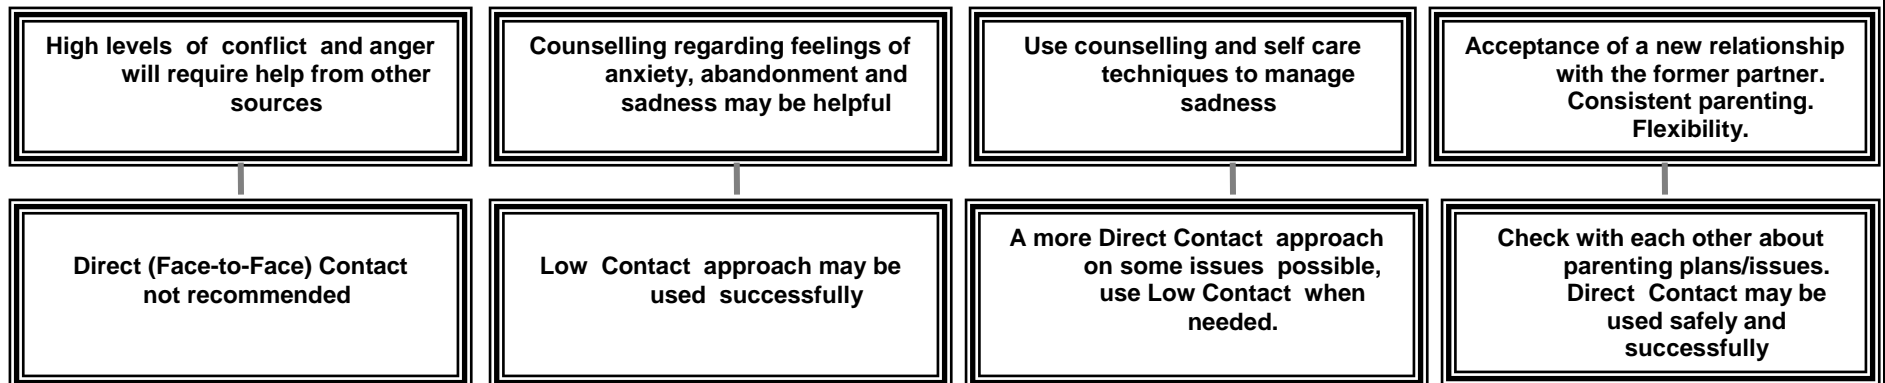 High levels of conflict and anger
will require help from other
sources
Counselling regarding feelings of
anxiety, abandonment and
sadness may be helpful
Use counselling and self care
techniques to manage
sadness
Acceptance of a new relationship
with the former partner.
Consistent parenting.
Flexibility.
Direct (Face-to-Face) Contact
not recommended
Low Contact approach may be
used successfully
A more Direct Contact approach
on some issues possible,
use Low Contact when
needed.
Check with each other about
parenting plans/issues.
Direct Contact may be
used safely and
successfully